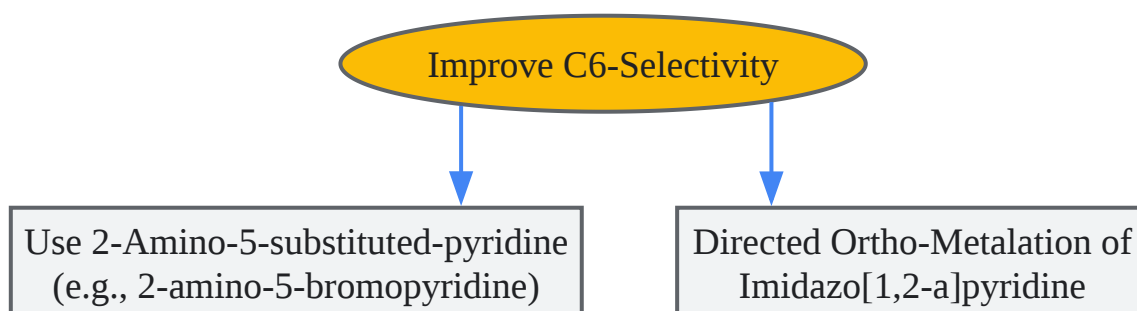 Improve C6-Selectivity
Use 2-Amino-5-substituted-pyridine
(e.g., 2-amino-5-bromopyridine)
Directed Ortho-Metalation of
Imidazo[1,2-a]pyridine